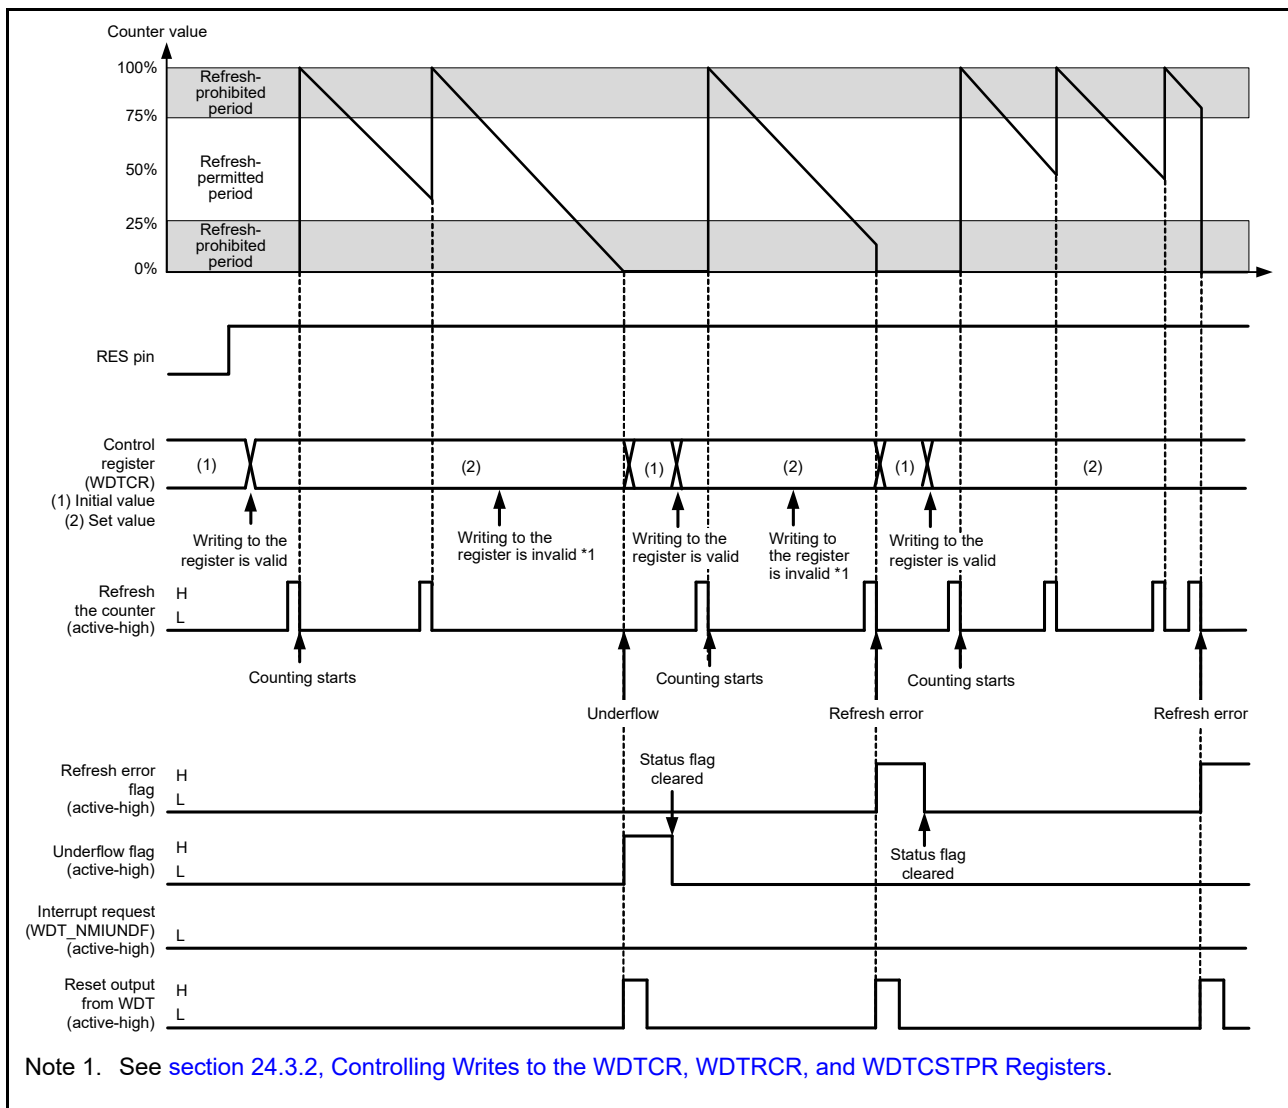 Counter value
100%
Refresh-
prohibited
period
75%
Refresh-
permitted
period
50%
25%
Refresh-
prohibited
period
0%
RES pin
Control
register
(WDTCR)
(1) Initial value
(2) Set value
(1)
(2)
(1)
(2)
(1)
(2)
Writing to the
register is valid
Writing to the
register is invalid *1
Writing to the
register is valid
Writing to
the register
is invalid *1
Writing to the
register is valid
Refresh
the counter
(active-high)
H
L
Counting starts
Counting starts
Counting starts
Underflow
Refresh error
Refresh error
Refresh error
flag
(active-high)
H
L
Status flag
cleared
Status flag
cleared
Underflow flag
(active-high)
H
L
Interrupt request
(WDT_NMIUNDF)
(active-high)
L
Reset output
from WDT
(active-high)
H
L
Note 1. See section 24.3.2, Controlling Writes to the WDTCR, WDTRCR, and WDTCSTPR Registers.